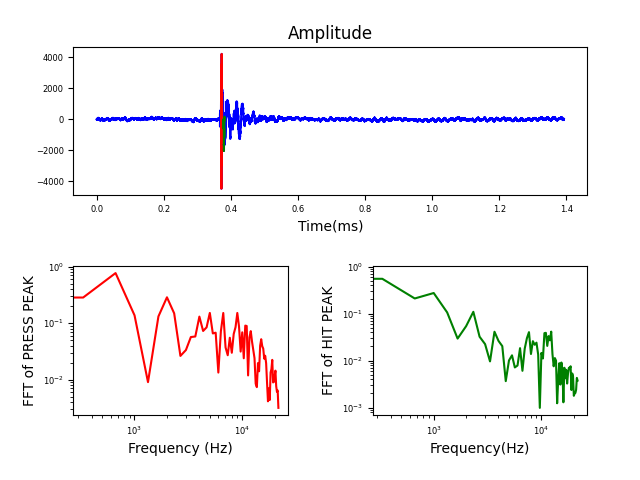 Amplitude
4000
2000
0
−2000
−4000
0.0 0.2 0.4 0.6 0.8 1.0 1.2 1.4
Time(ms)
FFT of PRESS PEAK
10⁰
10⁻¹
10⁻²
10³ 10⁴
Frequency (Hz)
FFT of HIT PEAK
10⁰
10⁻¹
10⁻²
10⁻³
10³ 10⁴
Frequency(Hz)